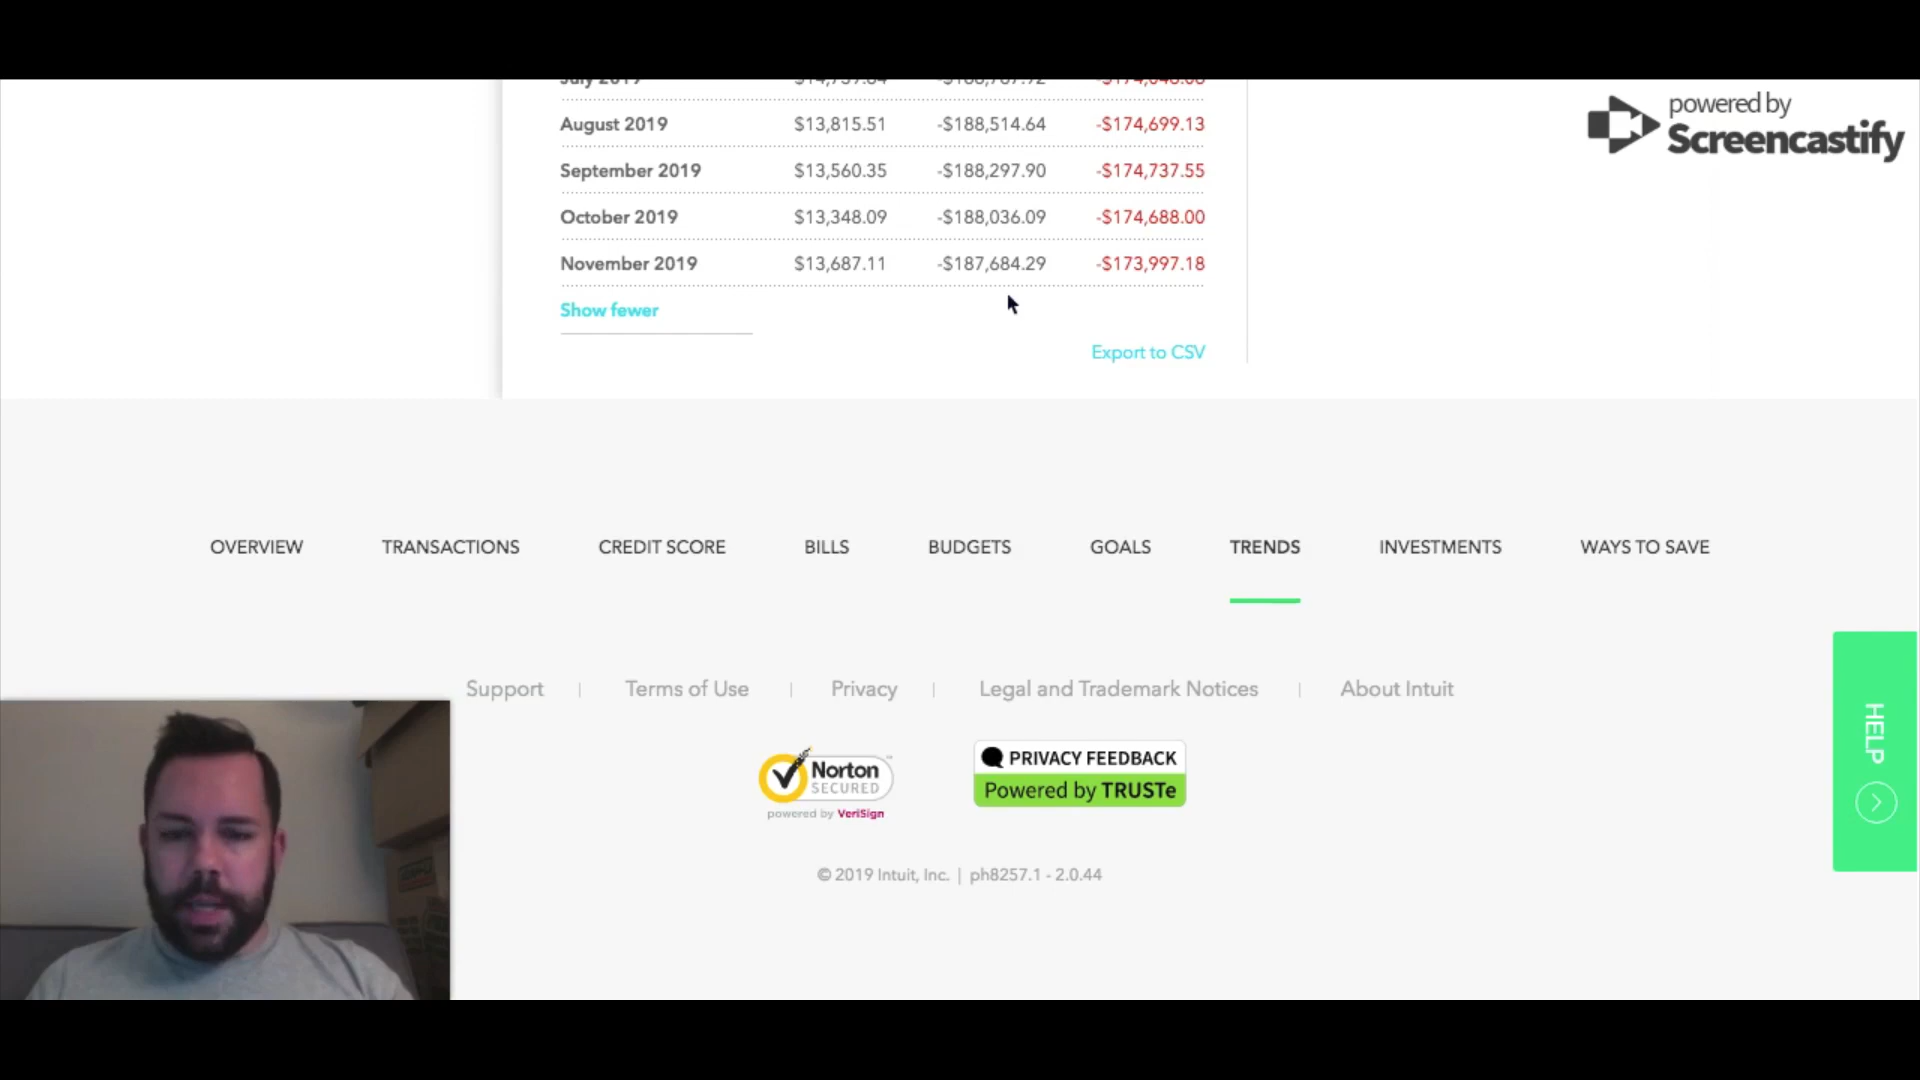 July 2019
August 2019 $13,815.51 -$188,514.64 -$174,699.13
September 2019 $13,560.35 -$188,297.90 -$174,737.55
October 2019 $13,348.09 -$188,036.09 -$174,688.00
November 2019 $13,687.11 -$187,684.29 -$173,997.18
Show fewer
Export to CSV
powered by
Screencastify
OVERVIEW TRANSACTIONS CREDIT SCORE BILLS BUDGETS GOALS TRENDS INVESTMENTS WAYS TO SAVE
HELP
Support | Terms of Use | Privacy | Legal and Trademark Notices | About Intuit
Norton
SECURED
powered by VeriSign
PRIVACY FEEDBACK
Powered by TRUSTe
© 2019 Intuit, Inc. | ph8257.1 - 2.0.44